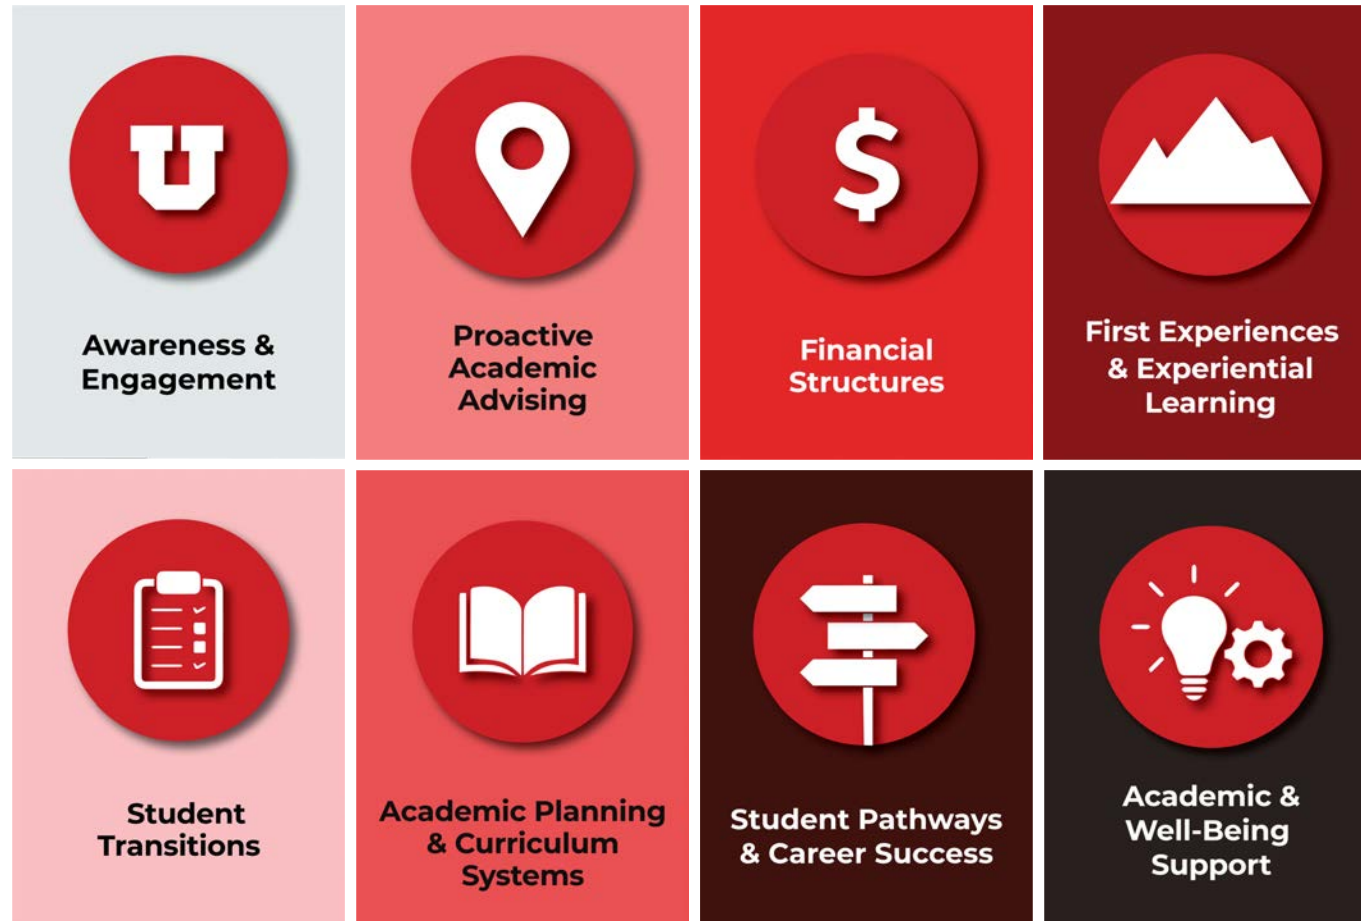 U
Awareness &
Engagement
Proactive
Academic
Advising
$
Financial
Structures
First Experiences
& Experiential
Learning
Student
Transitions
Academic Planning
& Curriculum
Systems
Student Pathways
& Career Success
Academic &
Well-Being
Support